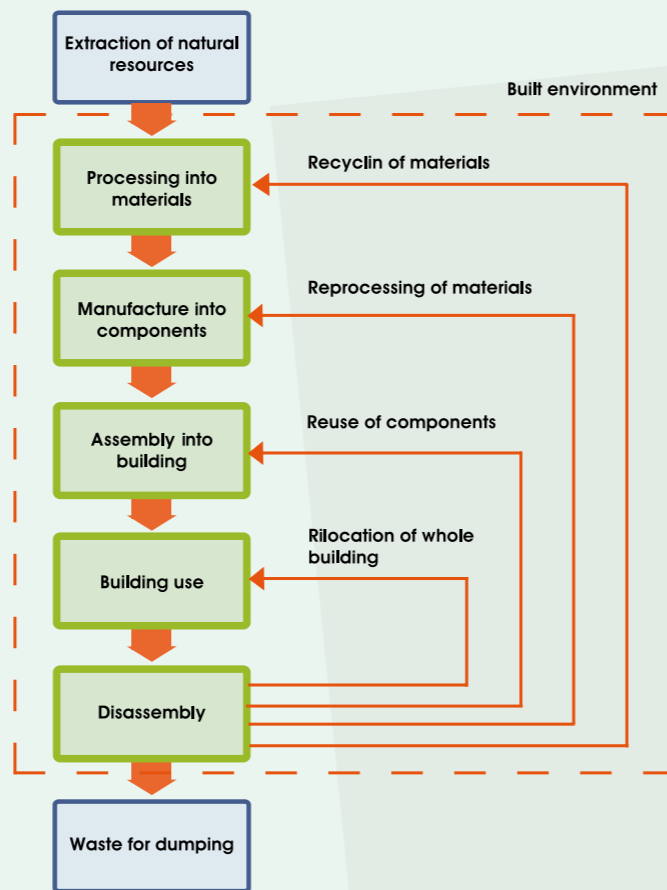 Extraction of natural
resources
Built environment
Processing into
materials
Recyclin of materials
Manufacture into
components
Reprocessing of materials
Assembly into
building
Reuse of components
Building use
Rilocation of whole
building
Disassembly
Waste for dumping